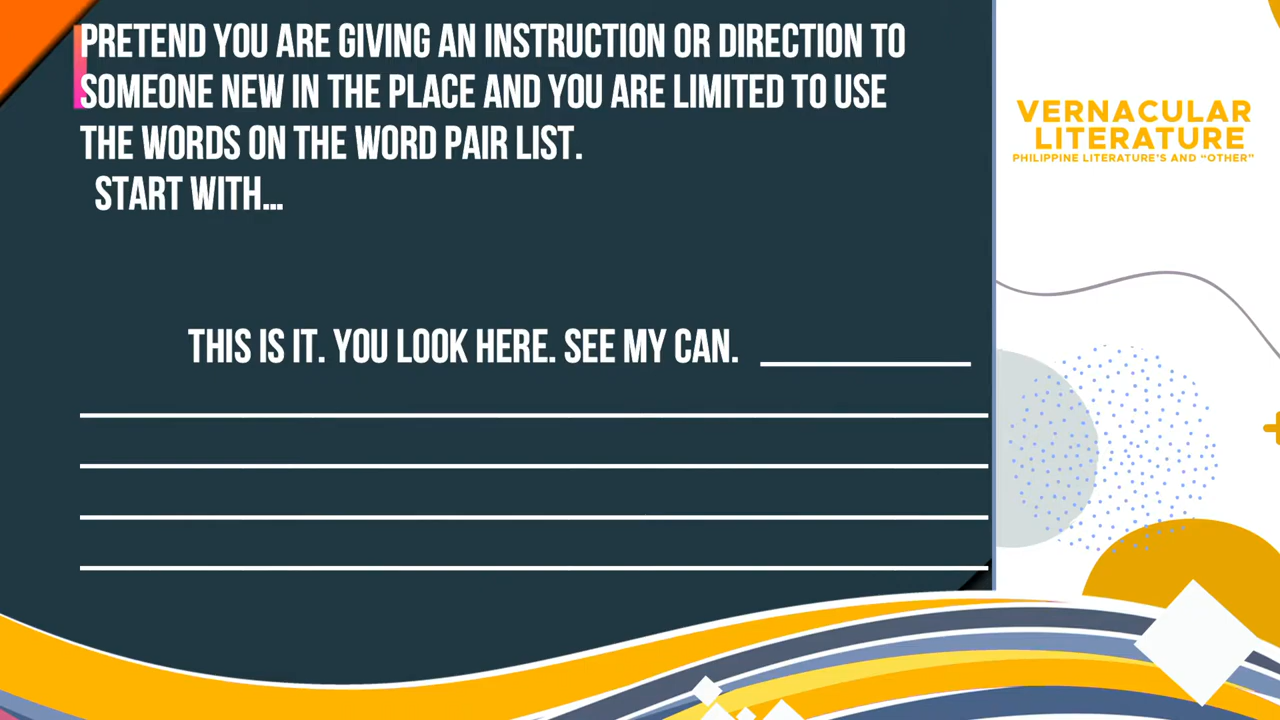 PRETEND YOU ARE GIVING AN INSTRUCTION OR DIRECTION TO
SOMEONE NEW IN THE PLACE AND YOU ARE LIMITED TO USE
THE WORDS ON THE WORD PAIR LIST.
START WITH...
THIS IS IT. YOU LOOK HERE. SEE MY CAN.
VERNACULAR
LITERATURE
PHILIPPINE LITERATURE'S AND “OTHER”